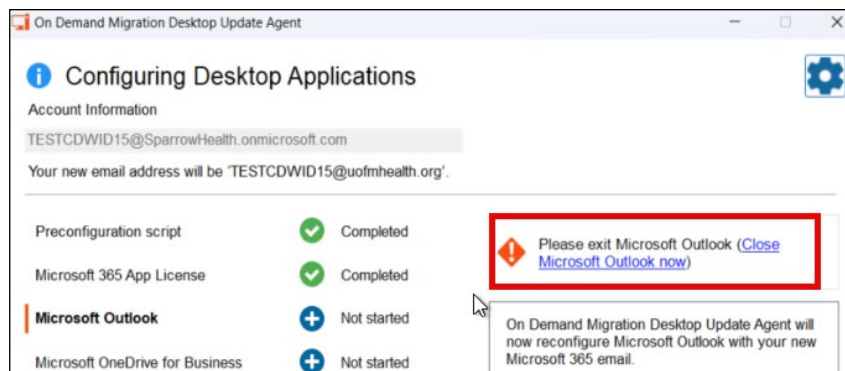 On Demand Migration Desktop Update Agent
Configuring Desktop Applications
Account Information
TESTCDWID15@SparrowHealth.onmicrosoft.com
Your new email address will be 'TESTCDWID15@uofmhealth.org'.
Preconfiguration script Completed
Microsoft 365 App License Completed
Microsoft Outlook Not started
Microsoft OneDrive for Business Not started
Please exit Microsoft Outlook (Close
Microsoft Outlook now)
On Demand Migration Desktop Update Agent will
now reconfigure Microsoft Outlook with your new
Microsoft 365 email.